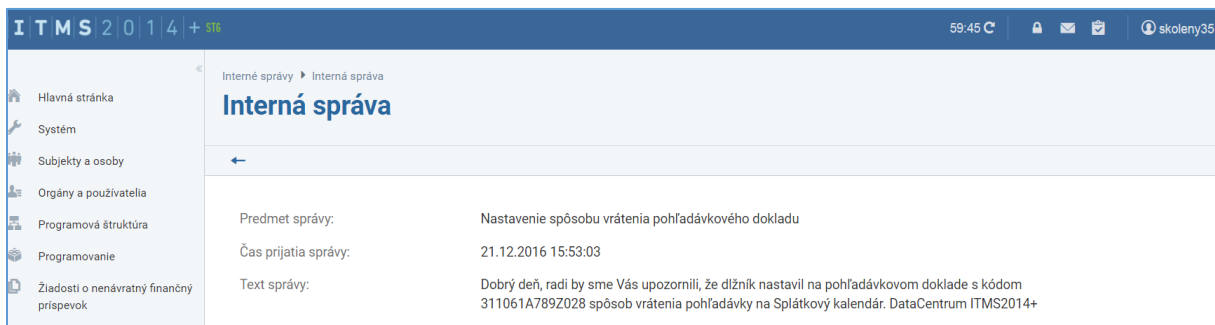 ITMS2014+ STG
59:45
skoleny35
Hlavná stránka
Systém
Subjekty a osoby
Orgány a používatelia
Programová štruktúra
Programovanie
Žiadosti o nenávratný finančný
príspevok
Interné správy Interná správa
Interná správa
Predmet správy: Nastavenie spôsobu vrátenia pohľadávkového dokladu
Čas prijatia správy: 21.12.2016 15:53:03
Text správy: Dobrý deň, radi by sme Vás upozornili, že dlžník nastavil na pohľadávkovom doklade s kódom
311061A789Z028 spôsob vrátenia pohľadávky na Splátkový kalendár. DataCentrum ITMS2014+